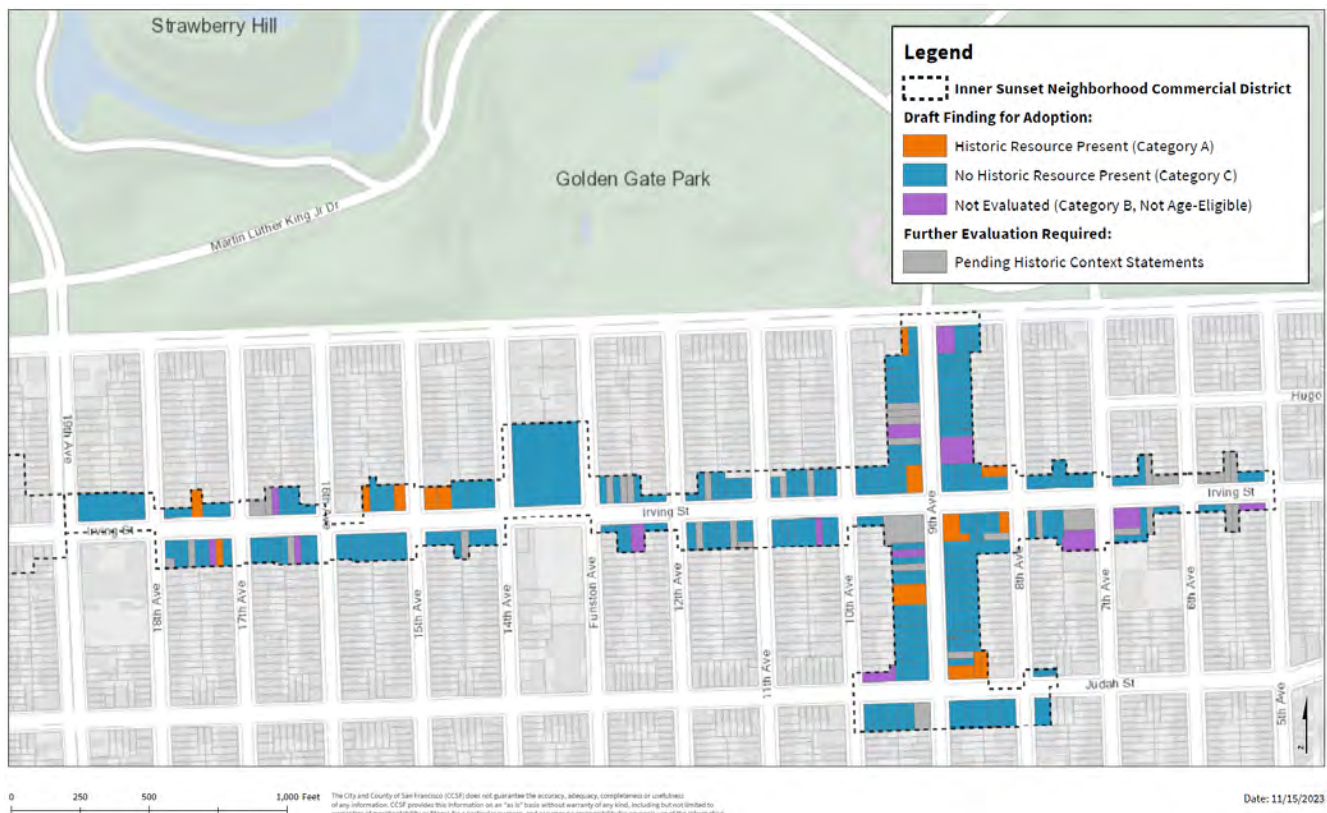 Strawberry Hill
Legend
Inner Sunset Neighborhood Commercial District
Draft Finding for Adoption:
Historic Resource Present (Category A)
No Historic Resource Present (Category C)
Not Evaluated (Category B, Not Age-Eligible)
Further Evaluation Required:
Pending Historic Context Statements
Golden Gate Park
Martin Luther King Jr Dr
19th Ave
Hugo
Irving St
Irving St
Irving St
9th Ave
18th Ave
17th Ave
15th Ave
14th Ave
Funston Ave
12th Ave
11th Ave
10th Ave
8th Ave
7th Ave
6th Ave
5th Ave
Judah St
0 250 500 1,000 Feet
The City and County of San Francisco (CCSF) does not guarantee the accuracy, adequacy, completeness or usefulness
of any information. CCSF provides this information on an "as is" basis without warranty of any kind, including but not limited to
Date: 11/15/2023